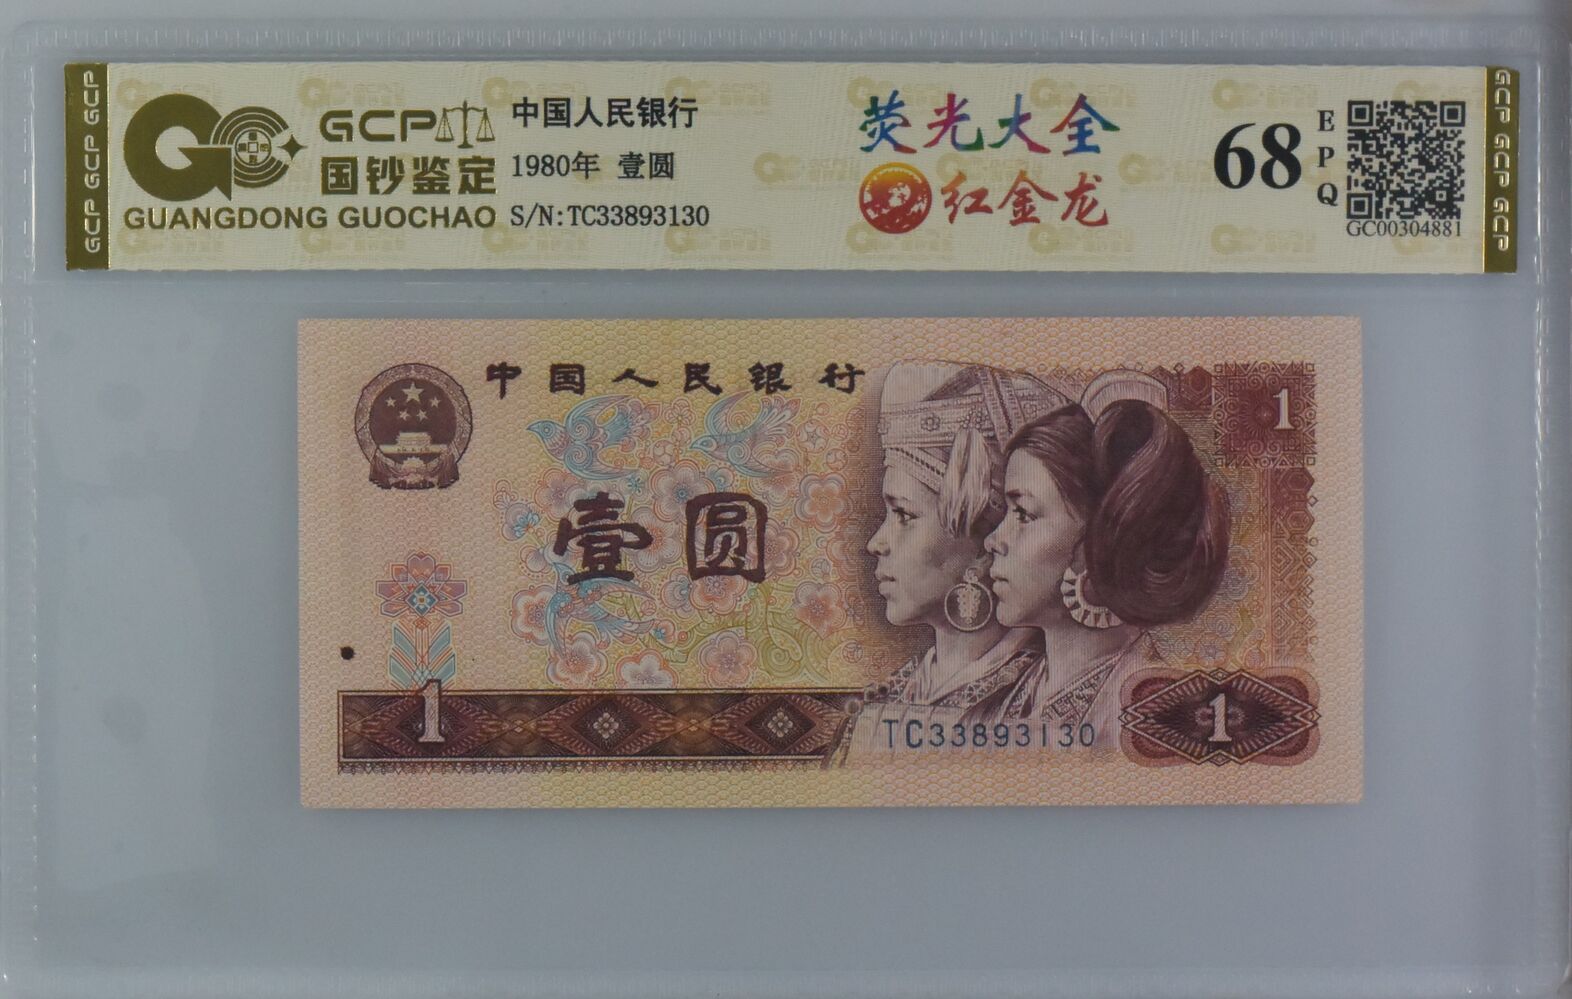 GCP GCP GCP
GCP
国钞鉴定
GUANGDONG GUOCHAO
中国人民银行
1980年 壹圆
S/N:TC33893130
荧光大全
红金龙
68
EPQ
GC00304881
GCP GCP GCP
中国人民银行
1
壹圆
1
TC33893130
1